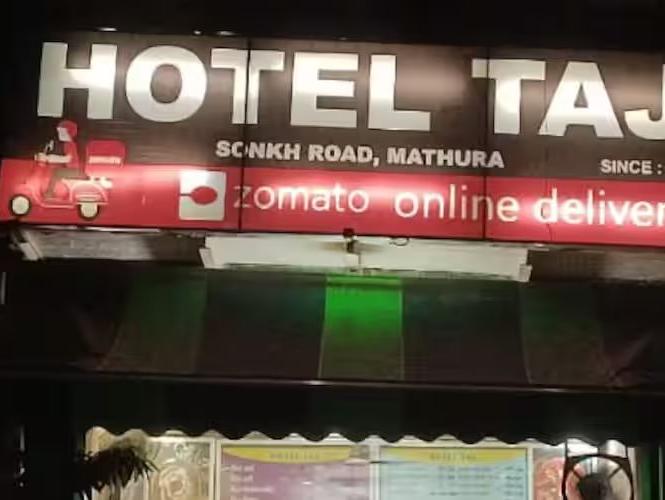 HOTEL TAJ
SONKH ROAD, MATHURA
SINCE :
zomato online deliver